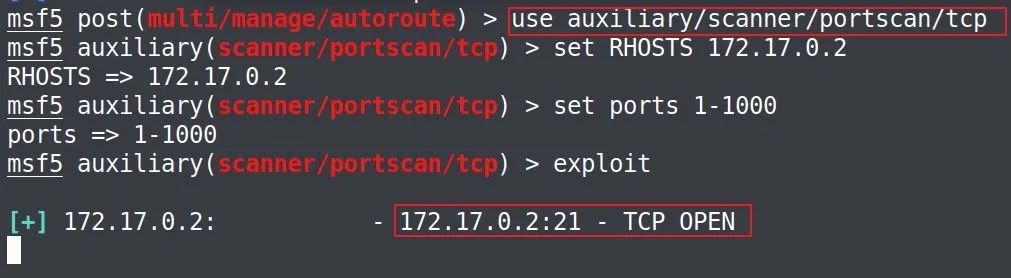 msf5 post(multi/manage/autoroute) > use auxiliary/scanner/portscan/tcp
msf5 auxiliary(scanner/portscan/tcp) > set RHOSTS 172.17.0.2
RHOSTS => 172.17.0.2
msf5 auxiliary(scanner/portscan/tcp) > set ports 1-1000
ports => 1-1000
msf5 auxiliary(scanner/portscan/tcp) > exploit
[+] 172.17.0.2:          - 172.17.0.2:21 - TCP OPEN